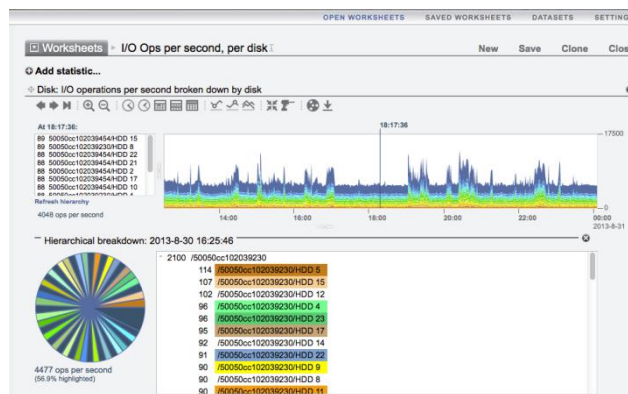 OPEN WORKSHEETS SAVED WORKSHEETS DATASETS SETTING
Worksheets I/O Ops per second, per disk
New Save Clone Clos
Add statistic...
Disk: I/O operations per second broken down by disk
At 18:17:36:
89 50050cc102039454/HDD 15
89 50050cc102039230/HDD 8
88 50050cc102039454/HDD 22
88 50050cc102039454/HDD 21
88 50050cc102039454/HDD 2
88 50050cc102039454/HDD 17
88 50050cc102039454/HDD 10
Refresh hierarchy
4048 ops per second
18:17:36
17500
0
14:00 16:00 18:00 20:00 22:00 00:00
2013-8-31
Hierarchical breakdown: 2013-8-30 16:25:46
2100 /50050cc102039230
114 /50050cc102039230/HDD 5
107 /50050cc102039230/HDD 15
102 /50050cc102039230/HDD 12
96 /50050cc102039230/HDD 4
96 /50050cc102039230/HDD 23
95 /50050cc102039230/HDD 17
92 /50050cc102039230/HDD 14
91 /50050cc102039230/HDD 22
90 /50050cc102039230/HDD 9
90 /50050cc102039230/HDD 8
90 /50050cc102039230/HDD 11
4477 ops per second
(56.9% highlighted)